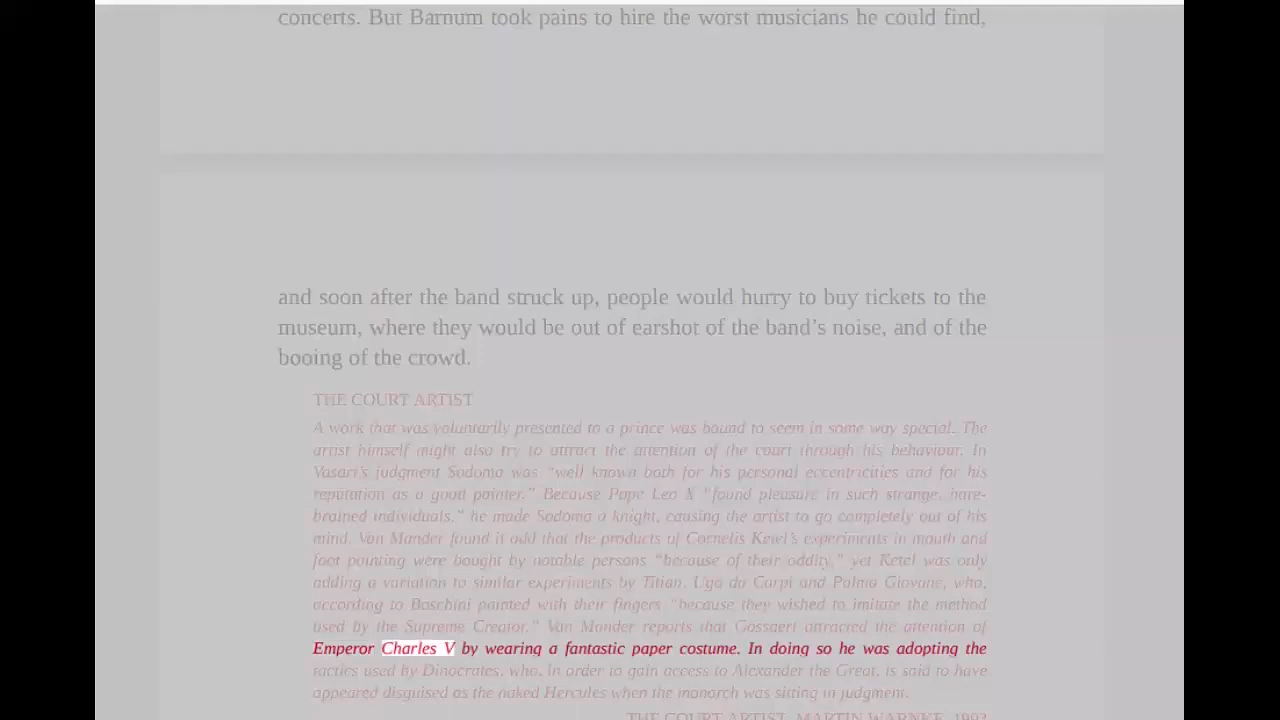 concerts. But Barnum took pains to hire the worst musicians he could find,
and soon after the band struck up, people would hurry to buy tickets to the
museum, where they would be out of earshot of the band’s noise, and of the
booing of the crowd.
THE COURT ARTIST
A work that was voluntarily presented to a prince was bound to seem in some way special. The
artist himself might also try to attract the attention of the court through his behaviour. In
Vasari’s judgment Sodoma was “well known both for his personal eccentricities and for his
reputation as a good painter.” Because Pope Leo X “found pleasure in such strange, hare-
brained individuals,” he made Sodoma a knight, causing the artist to go completely out of his
mind. Van Mander found it odd that the products of Cornelis Ketel’s experiments in mouth and
foot painting were bought by notable persons “because of their oddity,” yet Ketel was only
adding a variation to similar experiments by Titian, Ugo da Carpi and Palma Giovane, who,
according to Boschini painted with their fingers “because they wished to imitate the method
used by the Supreme Creator.” Van Mander reports that Gossaert attracted the attention of
Emperor Charles V by wearing a fantastic paper costume. In doing so he was adopting the
tactics used by Dinocrates, who, in order to gain access to Alexander the Great, is said to have
appeared disguised as the naked Hercules when the monarch was sitting in judgment.
THE COURT ARTIST, MARTIN WARNKE, 1993